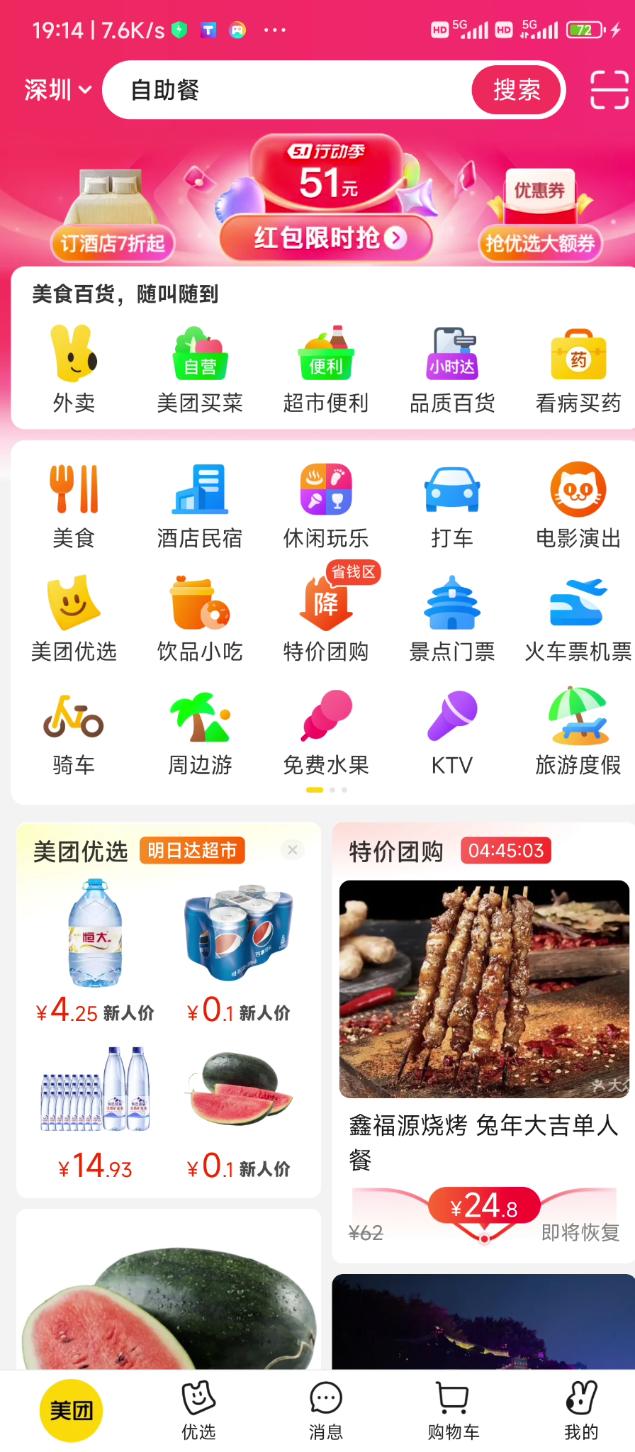 19:14 | 7.6K/s ···
HD 5G HD 5G 72
深圳 自助餐 搜索
5.1行动季
51元
红包限时抢
订酒店7折起
优惠券
抢优选大额券
美食百货，随叫随到
自营 便利 小时达 药
外卖 美团买菜 超市便利 品质百货 看病买药
美食 酒店民宿 休闲玩乐 打车 电影演出
省钱区
降
美团优选 饮品小吃 特价团购 景点门票 火车票机票
骑车 周边游 免费水果 KTV 旅游度假
美团优选 明日达超市
恒大
¥4.25 新人价 ¥0.1 新人价
¥14.93 ¥0.1 新人价
特价团购 04:45:03
鑫福源烧烤 兔年大吉单人
餐
¥62 ¥24.8 即将恢复
美团 优选 消息 购物车 我的